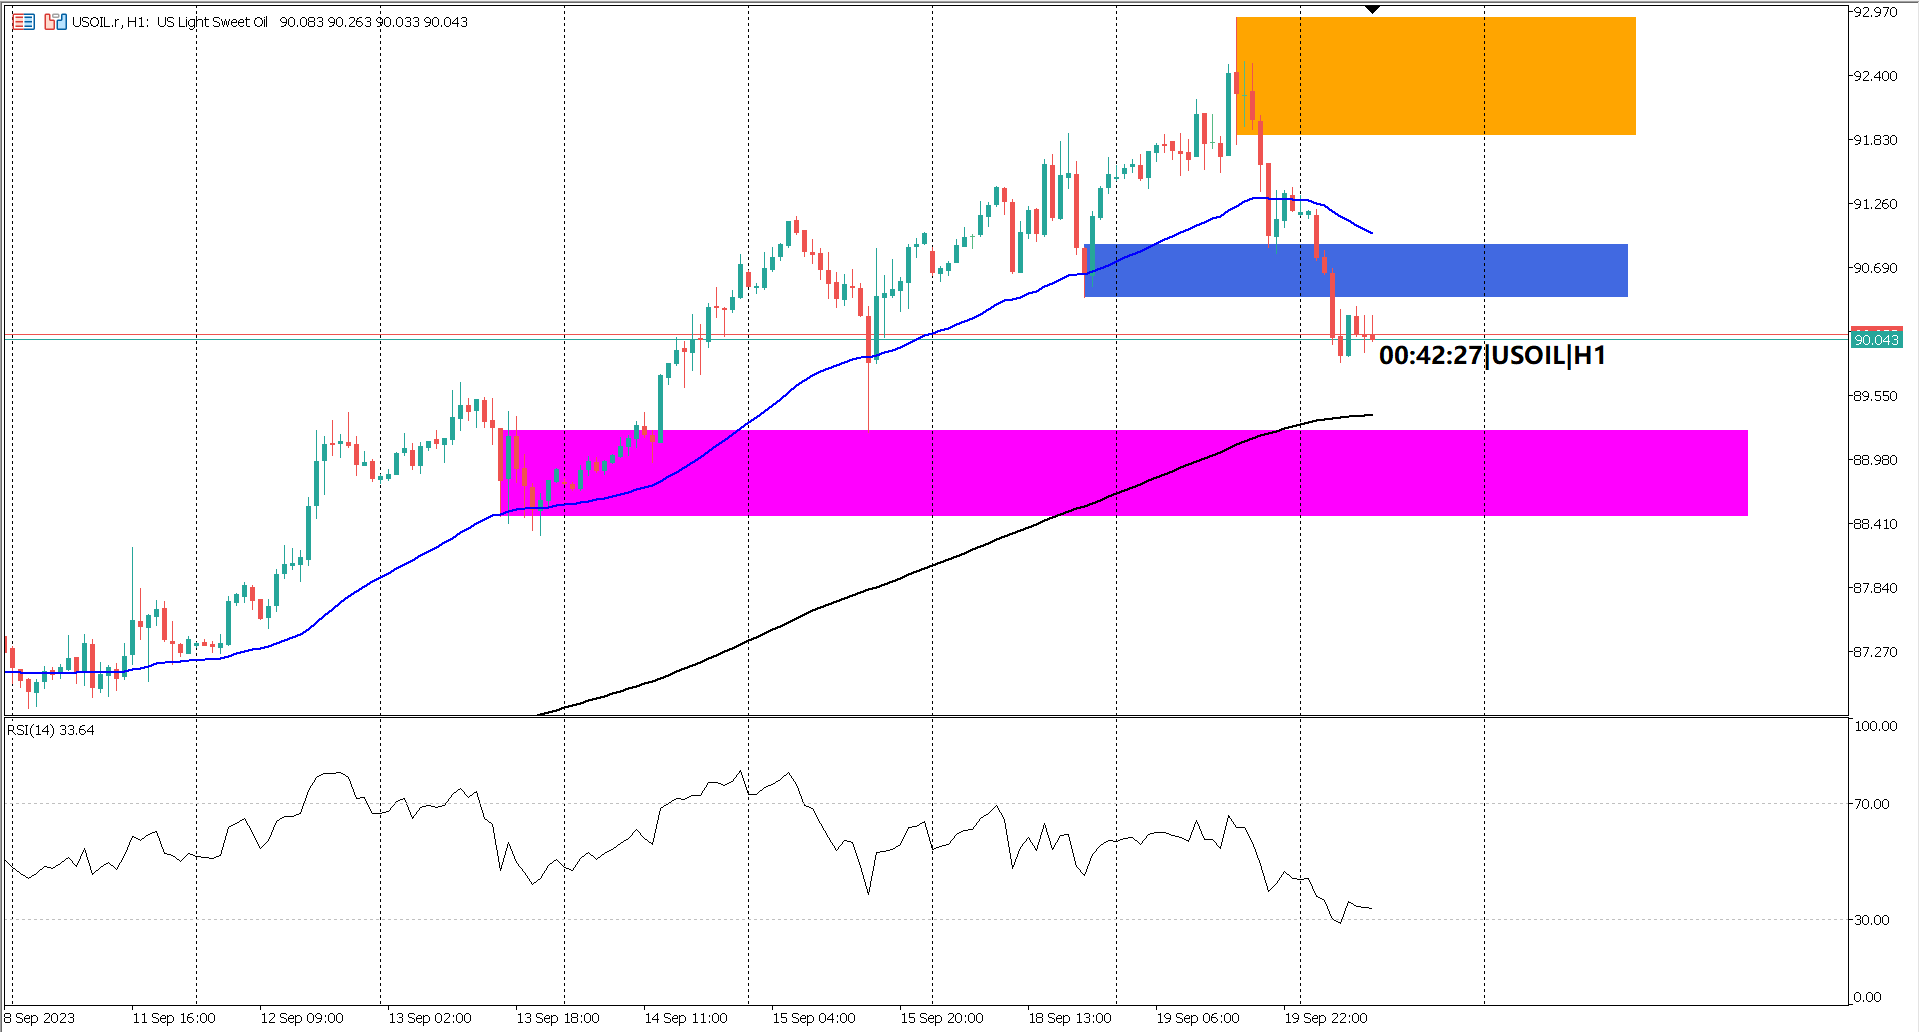 USOIL.r, H1: US Light Sweet Oil 90.083 90.263 90.033 90.043
92.970
92.400
91.830
91.260
90.690
90.043
00:42:27|USOIL|H1
89.550
88.980
88.410
87.840
87.270
RSI(14) 33.64
100.00
70.00
30.00
0.00
8 Sep 2023
11 Sep 16:00
12 Sep 09:00
13 Sep 02:00
13 Sep 18:00
14 Sep 11:00
15 Sep 04:00
15 Sep 20:00
18 Sep 13:00
19 Sep 06:00
19 Sep 22:00